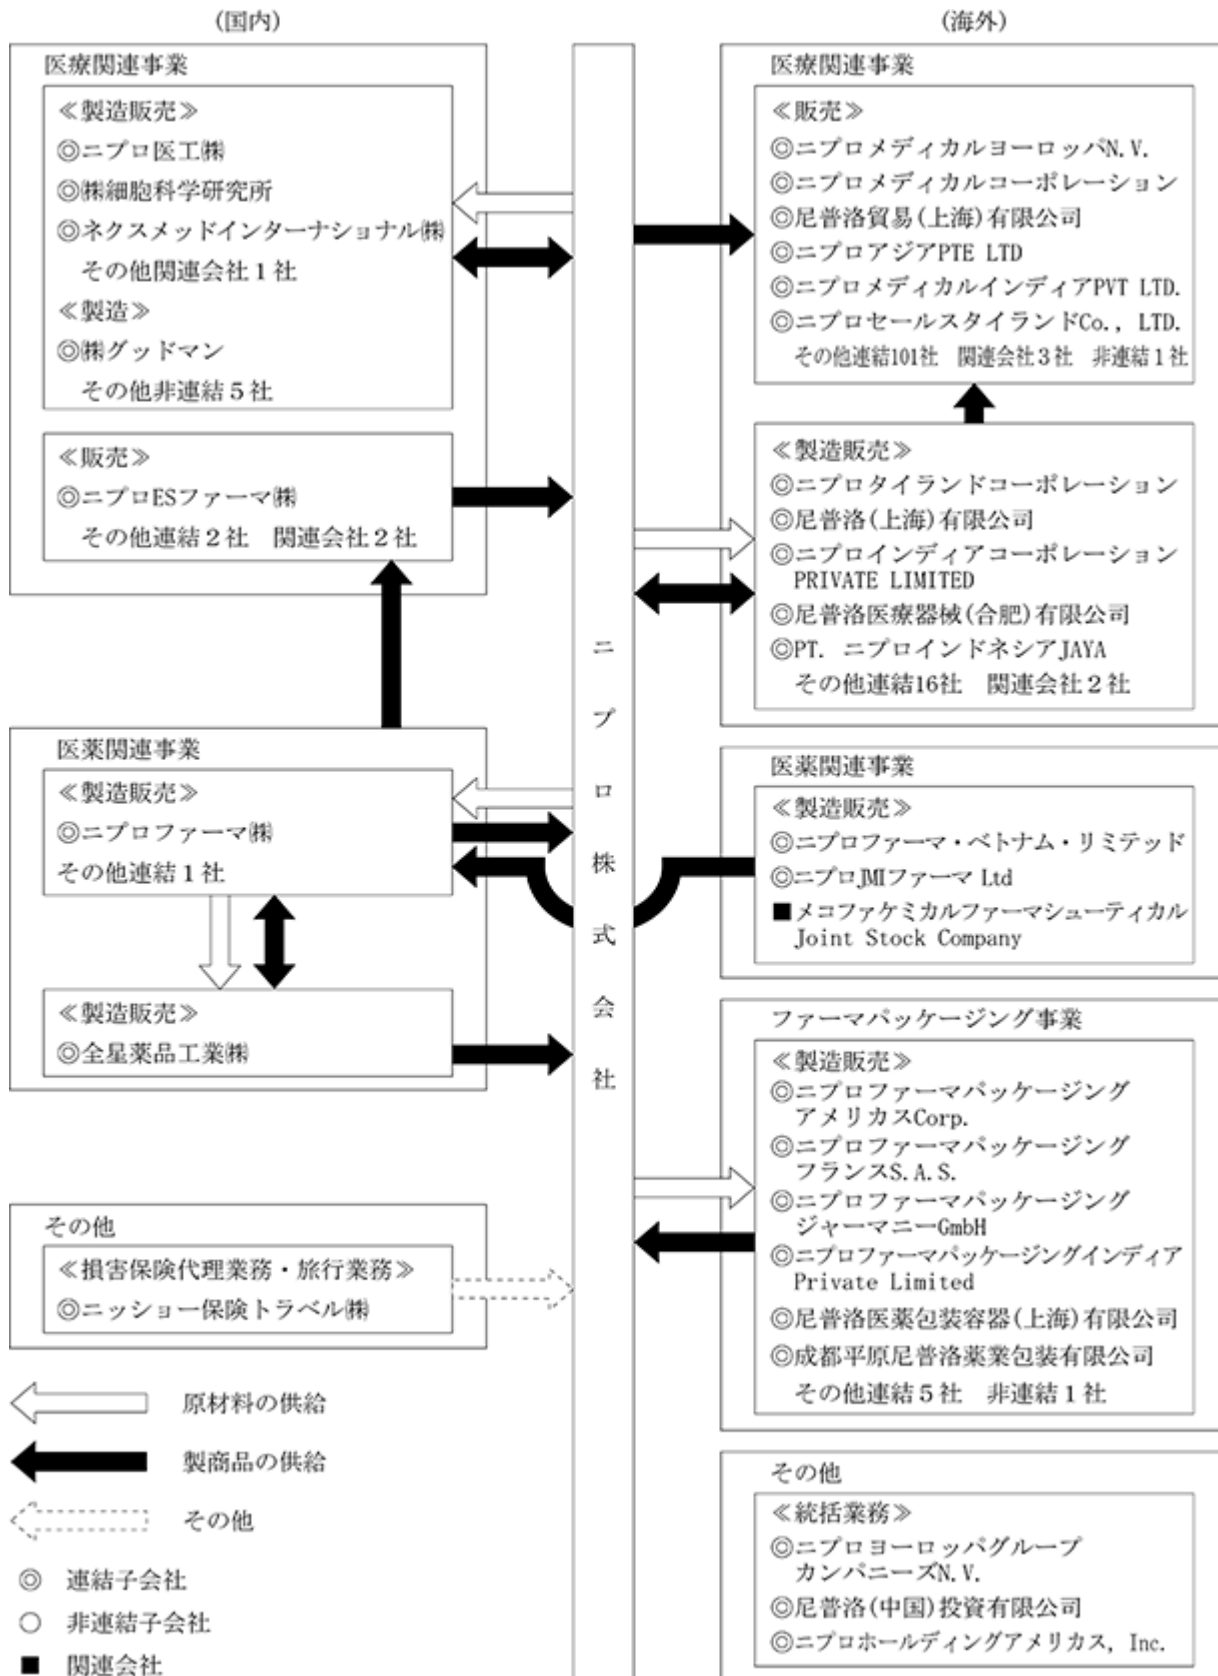 (国内)
医療関連事業
≪製造販売≫
◎ニプロ医工㈱
◎㈱細胞科学研究所
◎ネクスメッドインターナショナル㈱
その他関連会社１社
≪製造≫
◎㈱グッドマン
その他非連結５社
≪販売≫
◎ニプロESファーマ㈱
その他連結２社　関連会社２社
医薬関連事業
≪製造販売≫
◎ニプロファーマ㈱
その他連結１社
≪製造販売≫
◎全星薬品工業㈱
その他
≪損害保険代理業務・旅行業務≫
◎ニッショー保険トラベル㈱
原材料の供給
製商品の供給
その他
◎　連結子会社
○　非連結子会社
■　関連会社
ニプロ株式会社
(海外)
医療関連事業
≪販売≫
◎ニプロメディカルヨーロッパN.V.
◎ニプロメディカルコーポレーション
◎尼普洛貿易(上海)有限公司
◎ニプロアジアPTE LTD
◎ニプロメディカルインディアPVT LTD.
◎ニプロセールスタイランドCo., LTD.
その他連結101社　関連会社３社　非連結１社
≪製造販売≫
◎ニプロタイランドコーポレーション
◎尼普洛(上海)有限公司
◎ニプロインディアコーポレーション
PRIVATE LIMITED
◎尼普洛医療器械(合肥)有限公司
◎PT. ニプロインドネシアJAYA
その他連結16社　関連会社２社
医薬関連事業
≪製造販売≫
◎ニプロファーマ・ベトナム・リミテッド
◎ニプロJMIファーマ Ltd
■メコファケミカルファーマシューティカル
Joint Stock Company
ファーマパッケージング事業
≪製造販売≫
◎ニプロファーマパッケージング
アメリカスCorp.
◎ニプロファーマパッケージング
フランスS.A.S.
◎ニプロファーマパッケージング
ジャーマニーGmbH
◎ニプロファーマパッケージングインディア
Private Limited
◎尼普洛医薬包装容器(上海)有限公司
◎成都平原尼普洛薬業包装有限公司
その他連結５社　非連結１社
その他
≪統括業務≫
◎ニプロヨーロッパグループ
カンパニーズN.V.
◎尼普洛(中国)投資有限公司
◎ニプロホールディングアメリカス, Inc.